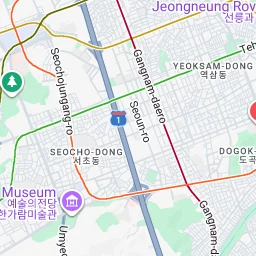 Jeongneung Rov
선릉과
YEOKSAM-DONG
역삼동
Teh
Seochojungang-ro
Gangnam-daero
Seoun-ro
1
SEOCHO-DONG
서초동
DOGOK-
도곡
Museum
예술의전당
한가람미술관
Umyeo
Gangnam-da